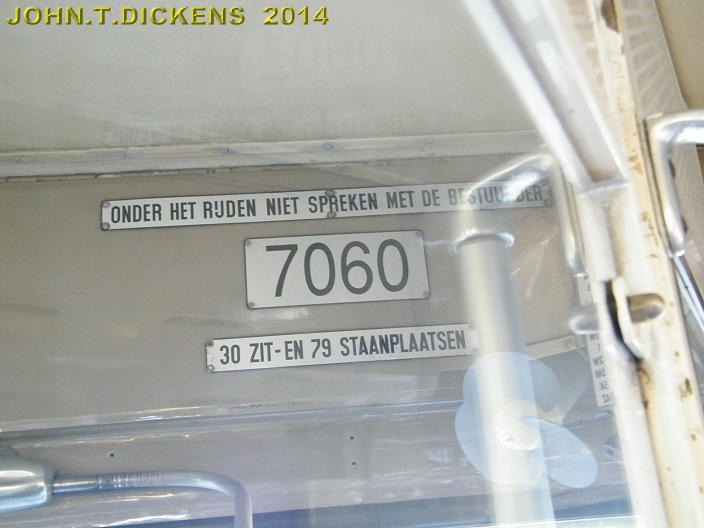 JOHN.T.DICKENS 2014
ONDER HET RIJDEN NIET SPREKEN MET DE BESTUURDER
7060
30 ZIT-EN 79 STAANPLAATSEN